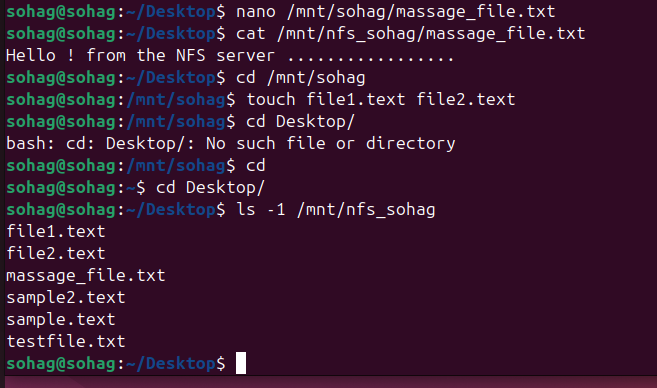 sohag@sohag:~/Desktop$ nano /mnt/sohag/massage_file.txt
sohag@sohag:~/Desktop$ cat /mnt/nfs_sohag/massage_file.txt
Hello ! from the NFS server .................
sohag@sohag:~/Desktop$ cd /mnt/sohag
sohag@sohag:/mnt/sohag$ touch file1.text file2.text
sohag@sohag:/mnt/sohag$ cd Desktop/
bash: cd: Desktop/: No such file or directory
sohag@sohag:/mnt/sohag$ cd
sohag@sohag:~$ cd Desktop/
sohag@sohag:~/Desktop$ ls -1 /mnt/nfs_sohag
file1.text
file2.text
massage_file.txt
sample2.text
sample.text
testfile.txt
sohag@sohag:~/Desktop$